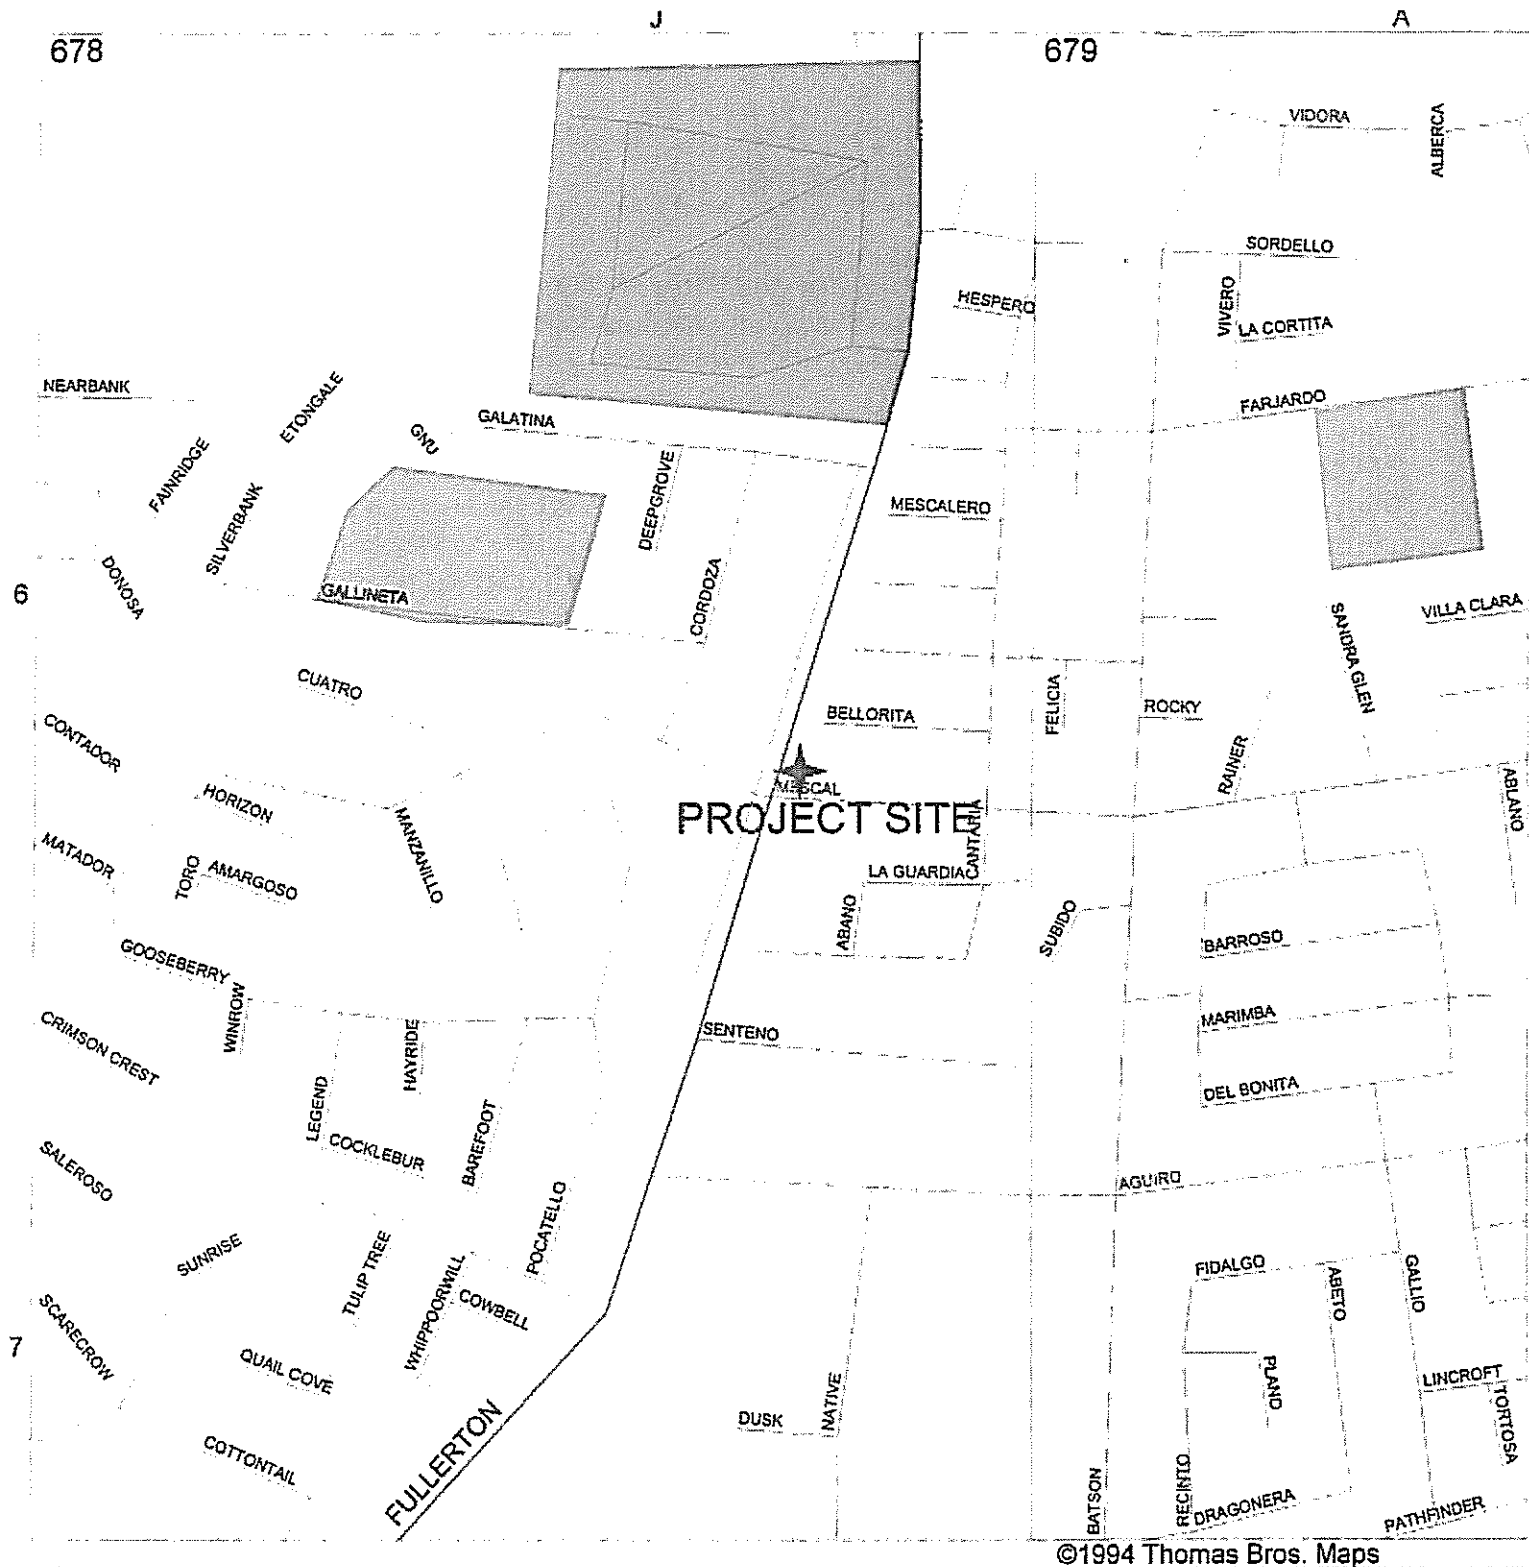 J
A
678
679
VIDORA
ALBERCA
SORDELLO
HESPERO
VIVERO
LA CORTITA
NEARBANK
ETONGALE
GNU
GALATINA
FARJARDO
FAINRIDGE
SILVERBANK
DEEPGROVE
MESCALERO
DONOSA
6
GALLINETA
CORDOZA
SANDRA GLEN
VILLA CLARA
CUATRO
CONTADOR
BELLORITA
FELICIA
ROCKY
RAINER
ABLANO
HORIZON
MANZANILLO
MESCAL
PROJECT SITE
CANTARIA
MATADOR
TORO
AMARGOSO
LA GUARDIA
ABANO
SUBIDO
BARROSO
GOOSEBERRY
WINROW
CRIMSON CREST
HAYRIDE
SENTENO
MARIMBA
LEGEND
COCKLEBUR
BAREFOOT
DEL BONITA
SALEROSO
POCATELLO
AGUIRO
SUNRISE
TULIP TREE
WHIPPOORWILL
COWBELL
FIDALGO
ABETO
GALLIO
SCARECROW
7
QUAIL COVE
PLAND
LINCROFT
TORTOSA
DUSK
NATIVE
COTTONTAIL
FULLERTON
BATSON
RECINTO
DRAGONERA
PATHFINDER
©1994 Thomas Bros. Maps